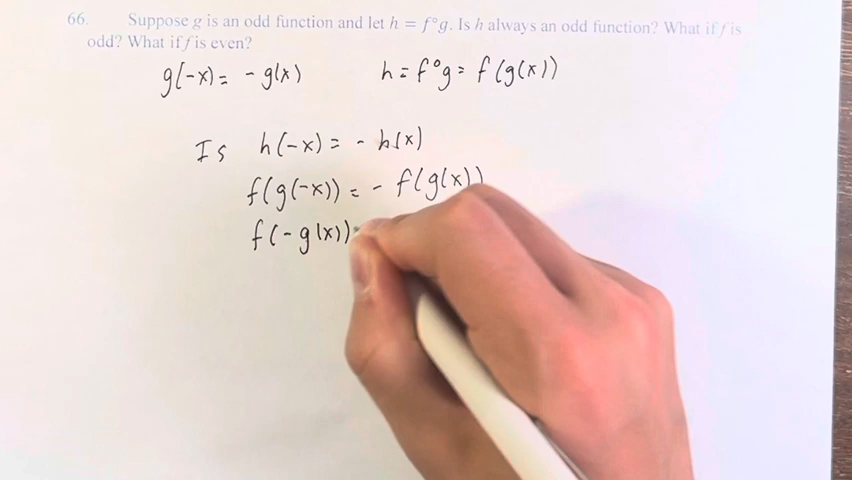 66. Suppose g is an odd function and let h = f°g. Is h always an odd function? What if f is
odd? What if f is even?
g(-x) = - g(x) h = f°g = f(g(x))
Is h(-x) = - h(x)
f(g(-x)) = - f(g(x))
f(-g(x)) =